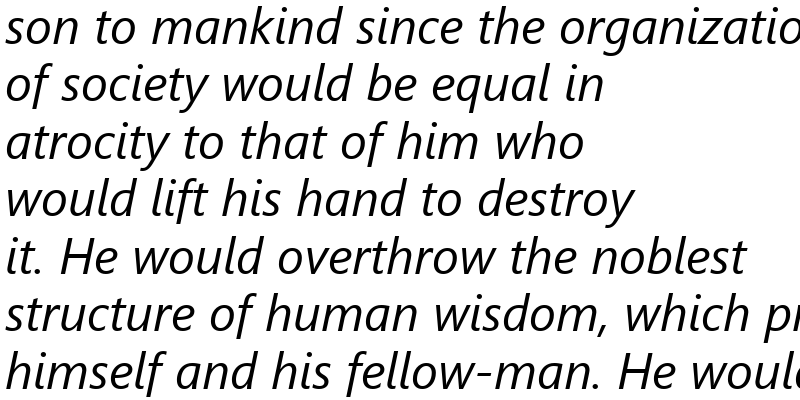 son to mankind since the organizatio
of society would be equal in
atrocity to that of him who
would lift his hand to destroy
it. He would overthrow the noblest
structure of human wisdom, which
himself and his fellow-man. He would